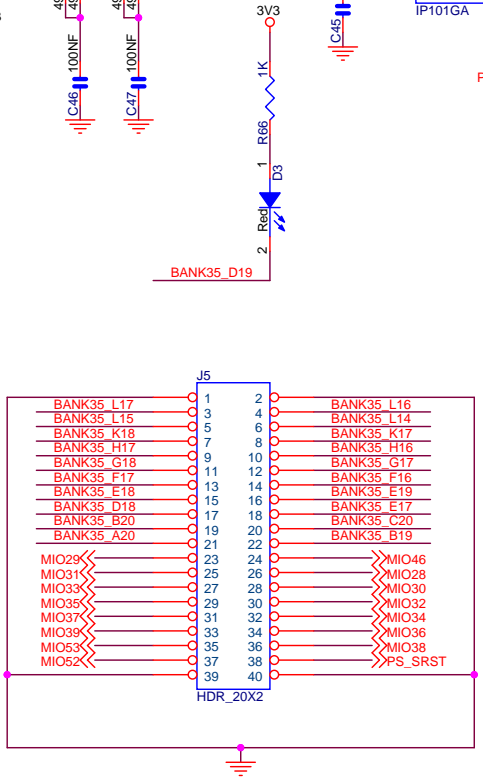 3V3
IP101GA
C45
100NF
C46
100NF
C47
1K
R66
1
D3
Red
2
BANK35_D19
J5
1 2
BANK35_L17 3 4 BANK35_L16
BANK35_L15 5 6 BANK35_L14
BANK35_K18 7 8 BANK35_K17
BANK35_H17 9 10 BANK35_H16
BANK35_G18 11 12 BANK35_G17
BANK35_F17 13 14 BANK35_F16
BANK35_E18 15 16 BANK35_E19
BANK35_D18 17 18 BANK35_E17
BANK35_B20 19 20 BANK35_C20
BANK35_A20 21 22 BANK35_B19
MIO29 23 24 MIO46
MIO31 25 26 MIO28
MIO33 27 28 MIO30
MIO35 29 30 MIO32
MIO37 31 32 MIO34
MIO39 33 34 MIO36
MIO53 35 36 MIO38
MIO52 37 38 PS_SRST
39 40
HDR_20X2